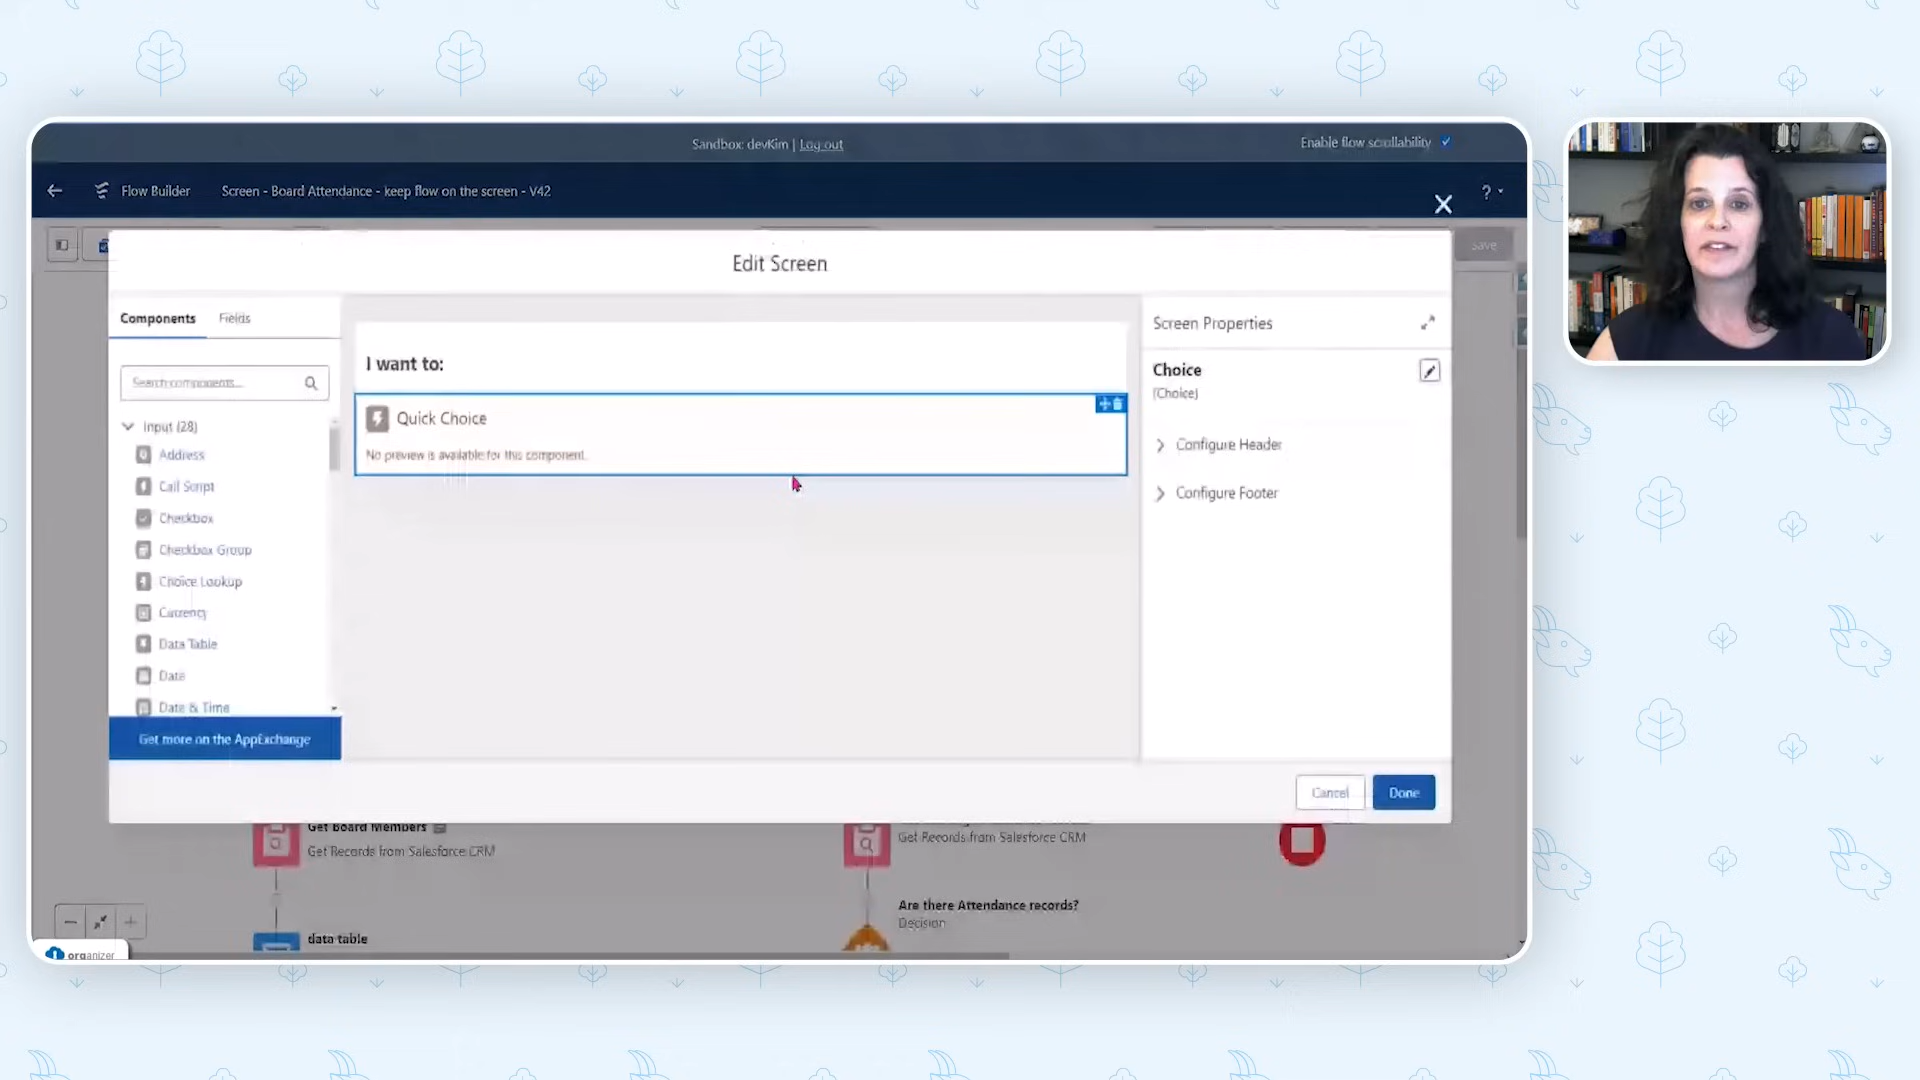 Sandbox: devKim | Log out
Enable flow scrollability
Flow Builder
Screen - Board Attendance - keep flow on the screen - V42
?
Save
Edit Screen
Components
Fields
Search components...
Input (28)
Address
Call Script
Checkbox
Checkbox Group
Choice Lookup
Currency
Data Table
Date
Date & Time
Get more on the AppExchange
I want to:
Quick Choice
No preview is available for this component.
Screen Properties
Choice
(Choice)
Configure Header
Configure Footer
Cancel
Done
Get Board Members
Get Records from Salesforce CRM
Get Records from Salesforce CRM
Are there Attendance records?
Decision
data table
organizer